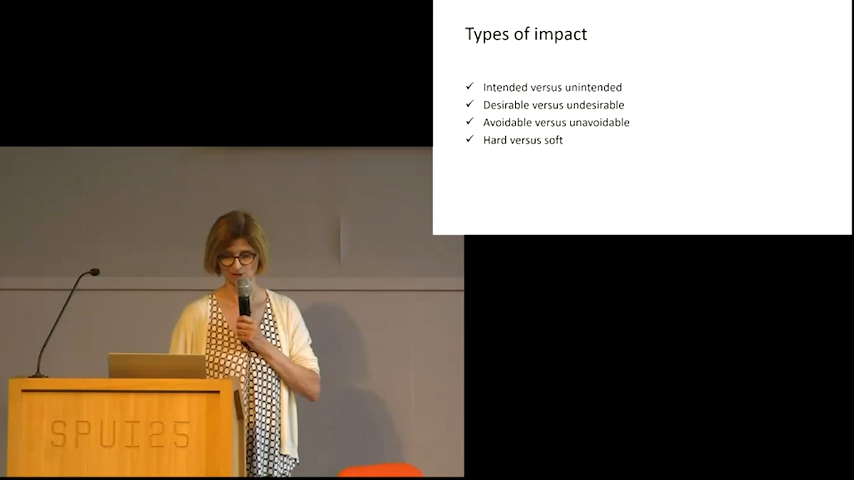 Types of impact
✓ Intended versus unintended
✓ Desirable versus undesirable
✓ Avoidable versus unavoidable
✓ Hard versus soft
SPUI25